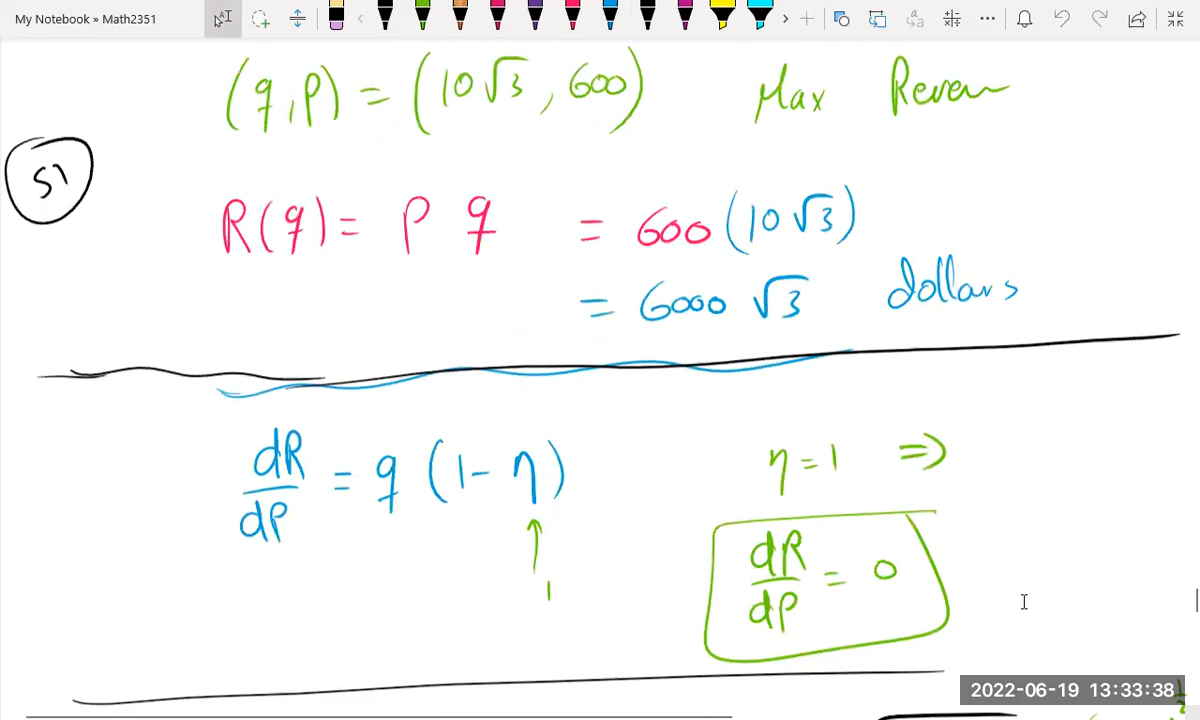 My Notebook » Math2351
(q, p) = (10√3, 600) Max Reven
51
R(q) = P q = 600 (10√3)
= 6000 √3 dollars
dR/dP = q (1 - η)
1
η = 1 ⇒
dR/dP = 0
2022-06-19 13:33:38